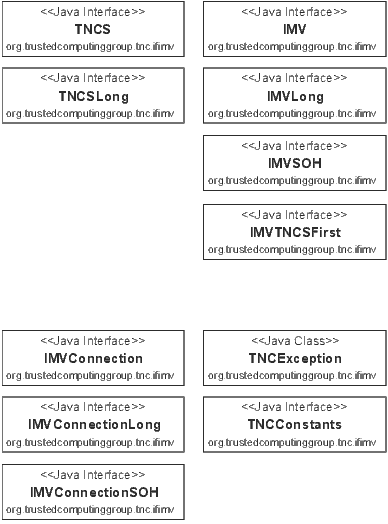 <<Java Interface>>
TNCS
org.trustedcomputinggroup.tnc.ifimv
<<Java Interface>>
IMV
org.trustedcomputinggroup.tnc.ifimv
<<Java Interface>>
TNCSLong
org.trustedcomputinggroup.tnc.ifimv
<<Java Interface>>
IMVLong
org.trustedcomputinggroup.tnc.ifimv
<<Java Interface>>
IMVSOH
org.trustedcomputinggroup.tnc.ifimv
<<Java Interface>>
IMVTNCSFirst
org.trustedcomputinggroup.tnc.ifimv
<<Java Interface>>
IMVConnection
org.trustedcomputinggroup.tnc.ifimv
<<Java Class>>
TNCException
org.trustedcomputinggroup.tnc.ifimv
<<Java Interface>>
IMVConnectionLong
org.trustedcomputinggroup.tnc.ifimv
<<Java Interface>>
TNCConstants
org.trustedcomputinggroup.tnc.ifimv
<<Java Interface>>
IMVConnectionSOH
org.trustedcomputinggroup.tnc.ifimv